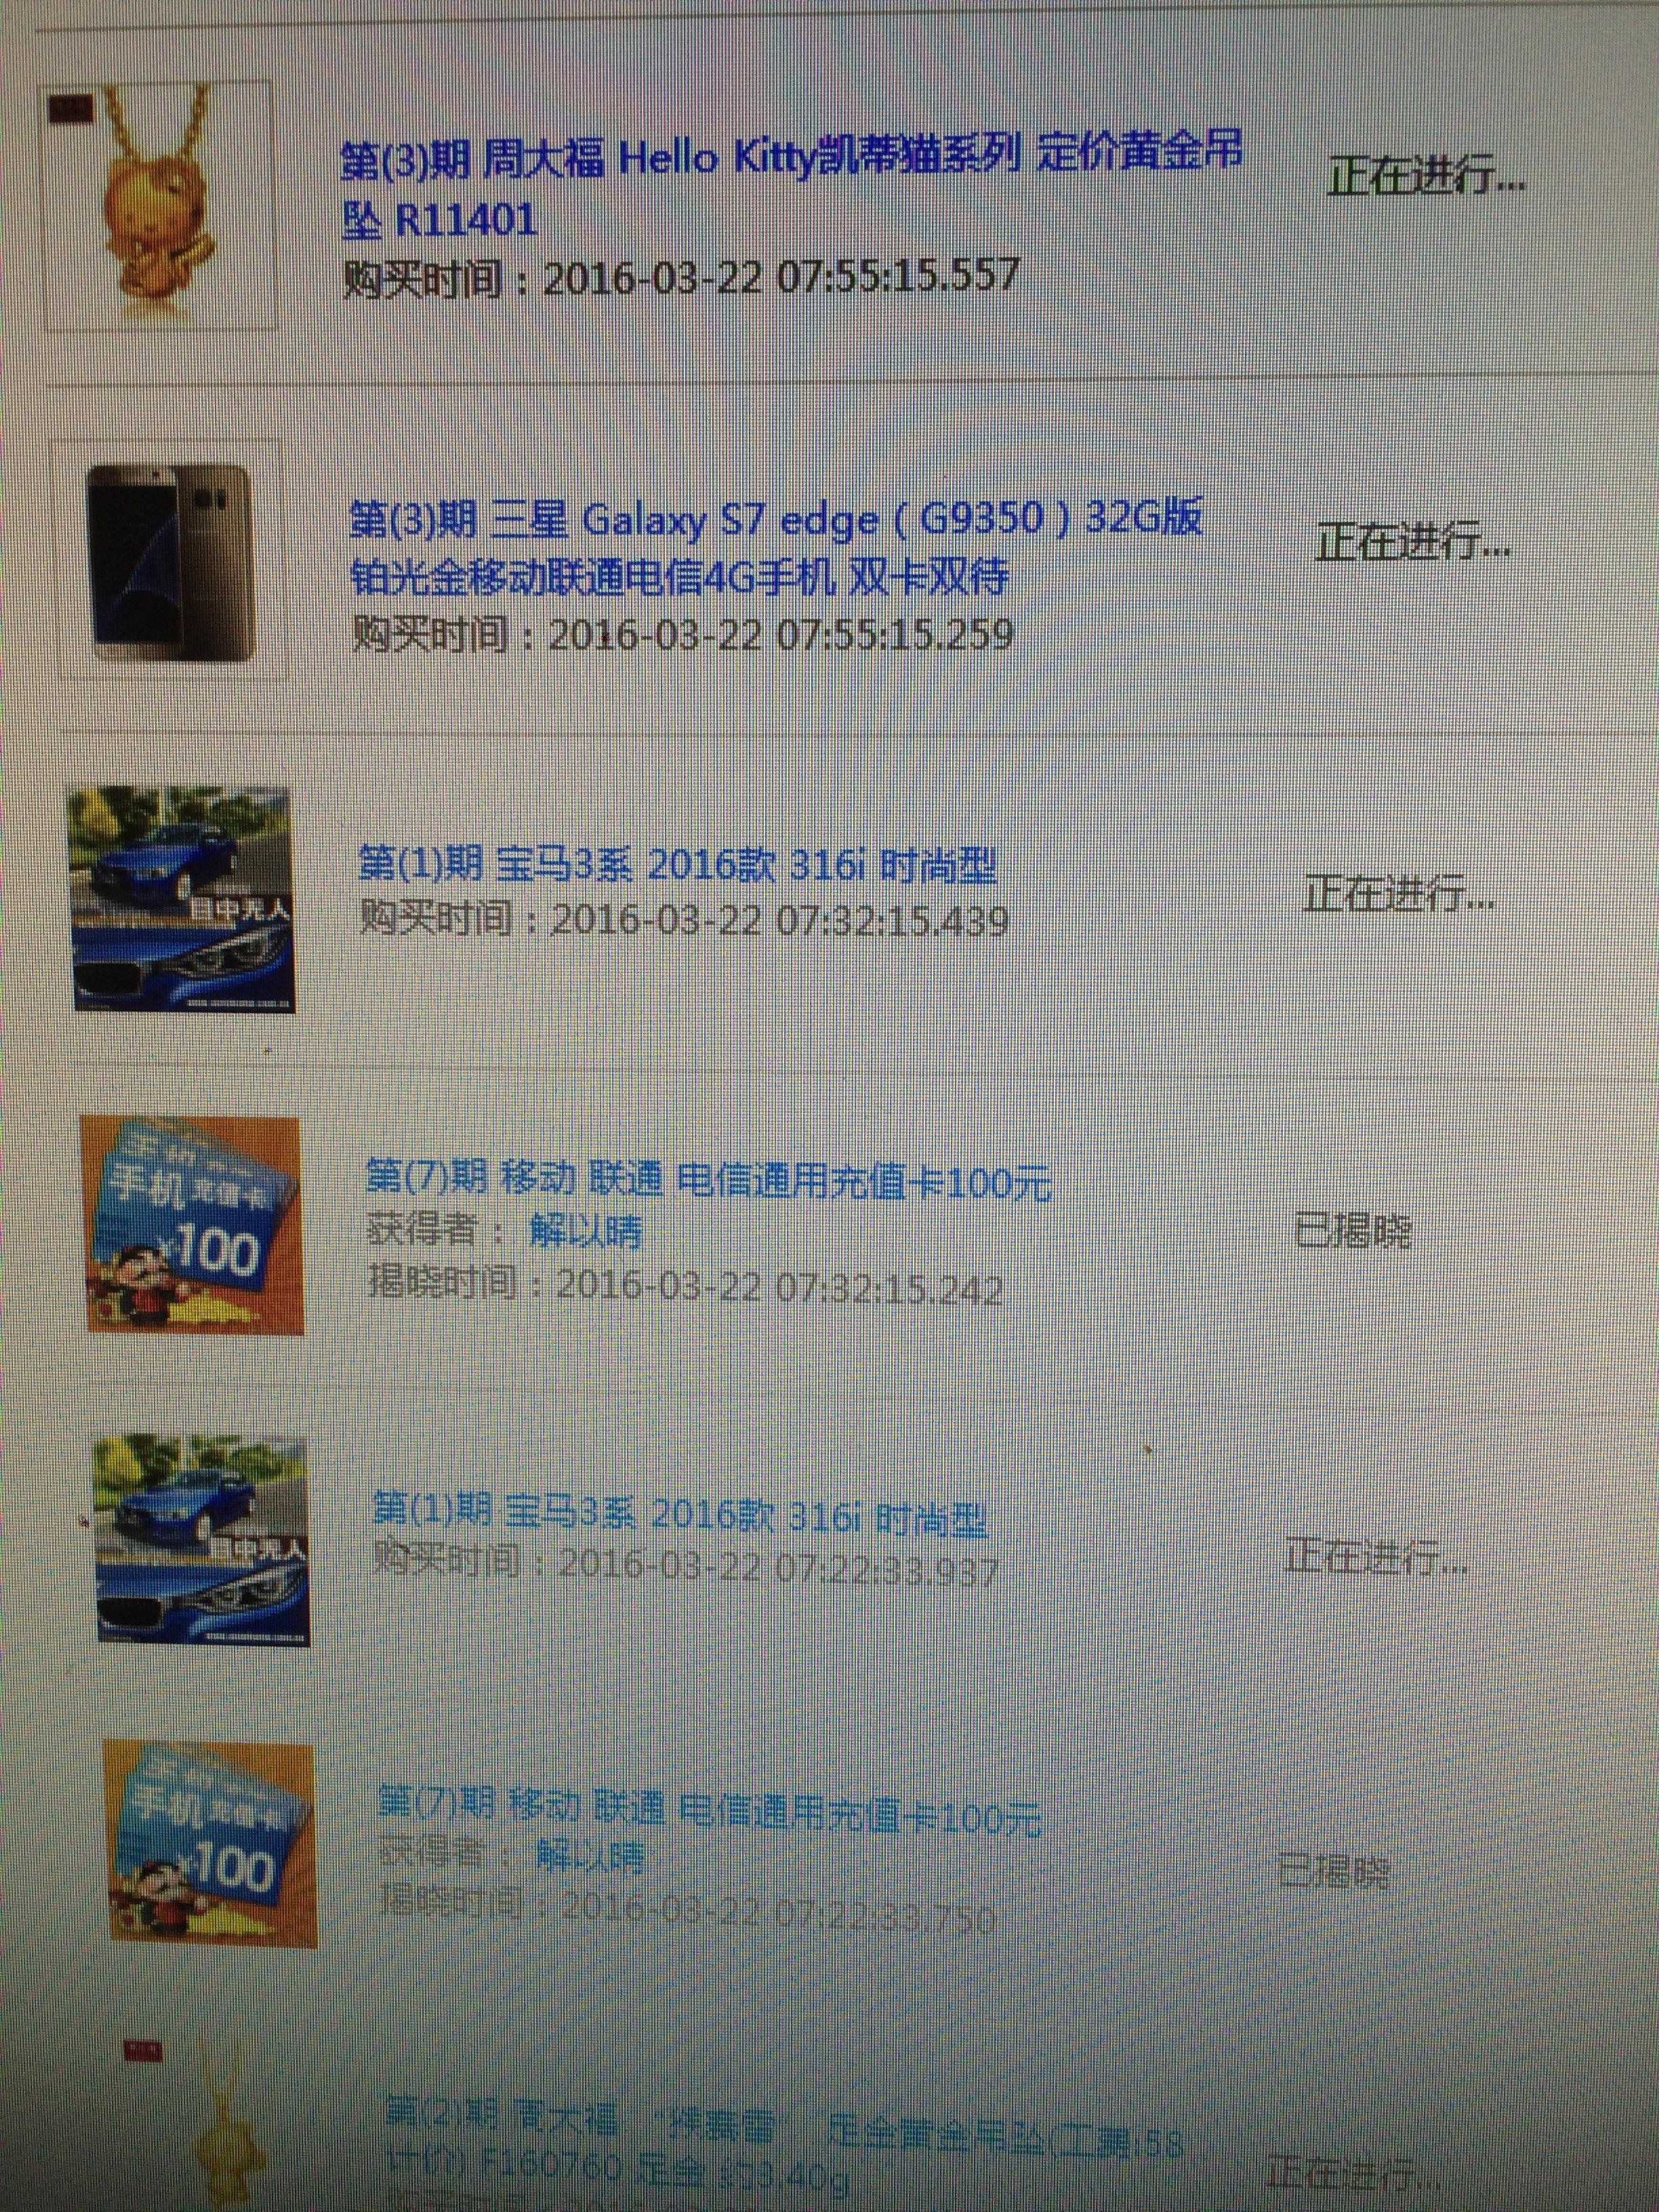 第(3)期 周大福 Hello Kitty凯蒂猫系列 定价黄金吊
坠 R11401
购买时间：2016-03-22 07:55:15.557
正在进行...
第(3)期 三星 Galaxy S7 edge（G9350）32G版
铂光金移动联通电信4G手机 双卡双待
购买时间：2016-03-22 07:55:15.259
正在进行...
目中无人
第(1)期 宝马3系 2016款 316i 时尚型
购买时间：2016-03-22 07:32:15.439
正在进行...
手机充值卡
¥100
第(7)期 移动 联通 电信通用充值卡100元
获得者： 解以晴
揭晓时间：2016-03-22 07:32:15.242
已揭晓
目中无人
第(1)期 宝马3系 2016款 316i 时尚型
购买时间：2016-03-22 07:22:33.937
正在进行...
手机充值卡
¥100
第(7)期 移动 联通 电信通用充值卡100元
获得者： 解以晴
揭晓时间：2016-03-22 07:22:33.750
已揭晓
第(2)期 周大福 足金黄金吊坠(工费:58
计价) F160760 足金 约3.40g
正在进行...